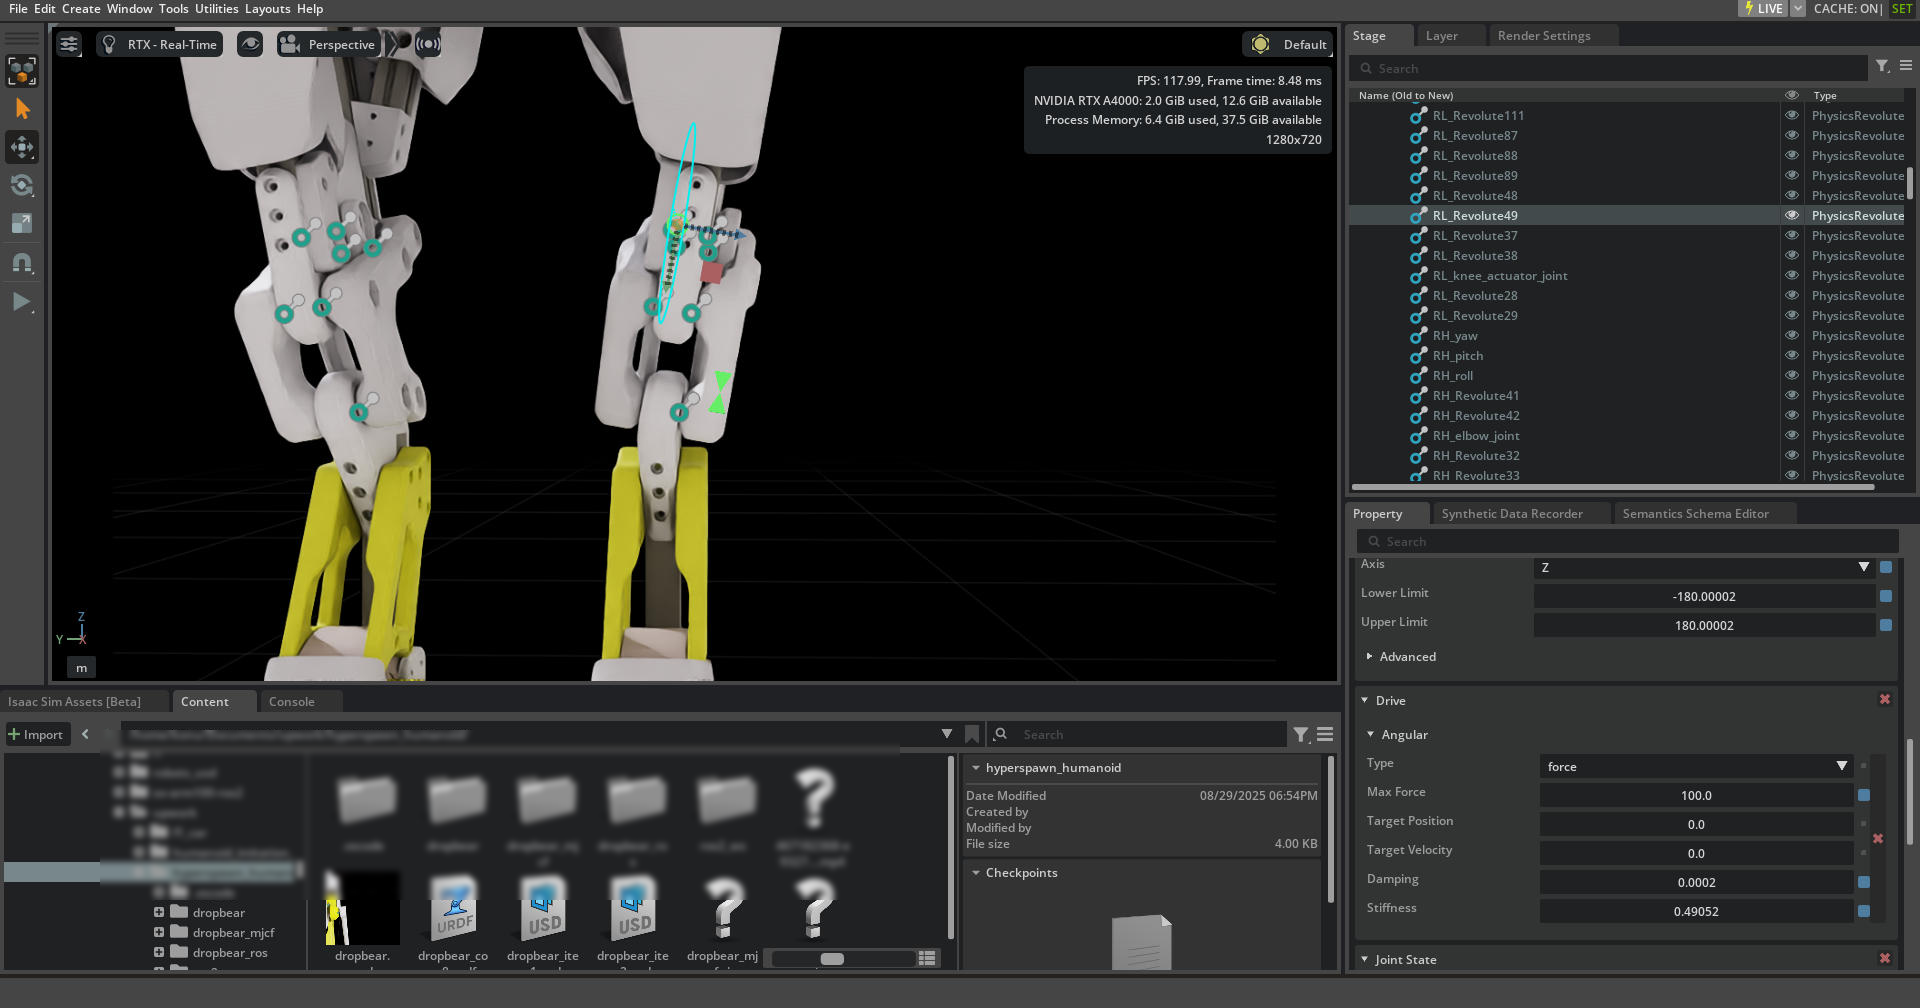 File Edit Create Window Tools Utilities Layouts Help
LIVE CACHE: ON| SET
RTX - Real-Time
Perspective
Default
FPS: 117.99, Frame time: 8.48 ms
NVIDIA RTX A4000: 2.0 GiB used, 12.6 GiB available
Process Memory: 6.4 GiB used, 37.5 GiB available
1280x720
Z
Y X
m
Stage Layer Render Settings
Search
Name (Old to New) Type
RL_Revolute111 PhysicsRevolute
RL_Revolute87 PhysicsRevolute
RL_Revolute88 PhysicsRevolute
RL_Revolute89 PhysicsRevolute
RL_Revolute48 PhysicsRevolute
RL_Revolute49 PhysicsRevolute
RL_Revolute37 PhysicsRevolute
RL_Revolute38 PhysicsRevolute
RL_knee_actuator_joint PhysicsRevolute
RL_Revolute28 PhysicsRevolute
RL_Revolute29 PhysicsRevolute
RH_yaw PhysicsRevolute
RH_pitch PhysicsRevolute
RH_roll PhysicsRevolute
RH_Revolute41 PhysicsRevolute
RH_Revolute42 PhysicsRevolute
RH_elbow_joint PhysicsRevolute
RH_Revolute32 PhysicsRevolute
RH_Revolute33 PhysicsRevolute
Property Synthetic Data Recorder Semantics Schema Editor
Search
Axis Z
Lower Limit -180.00002
Upper Limit 180.00002
Advanced
Drive
Angular
Type force
Max Force 100.0
Target Position 0.0
Target Velocity 0.0
Damping 0.0002
Stiffness 0.49052
Joint State
Isaac Sim Assets [Beta] Content Console
Import
Search
dropbear
dropbear_mjcf
dropbear_ros
URDF USD USD
dropbear. dropbear_co dropbear_ite dropbear_ite dropbear_mj
hyperspawn_humanoid
Date Modified 08/29/2025 06:54PM
Created by
Modified by
File size 4.00 KB
Checkpoints